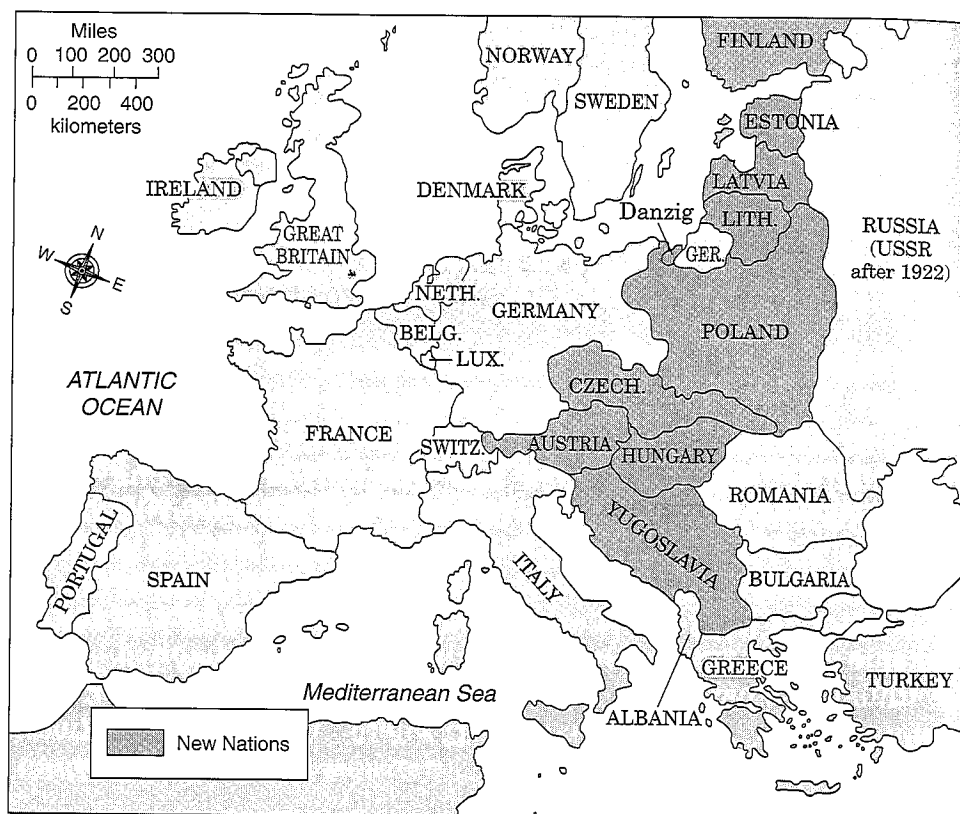 Miles
0 100 200 300
0 200 400
kilometers
NORWAY
FINLAND
SWEDEN
ESTONIA
IRELAND
DENMARK
LATVIA
Danzig
LITH.
RUSSIA
(USSR
after 1922)
GREAT
BRITAIN
GER.
N
W
E
S
NETH.
GERMANY
POLAND
BELG.
LUX.
ATLANTIC
OCEAN
CZECH.
FRANCE
SWITZ.
AUSTRIA
HUNGARY
ROMANIA
YUGOSLAVIA
PORTUGAL
SPAIN
ITALY
BULGARIA
GREECE
TURKEY
Mediterranean Sea
ALBANIA
New Nations